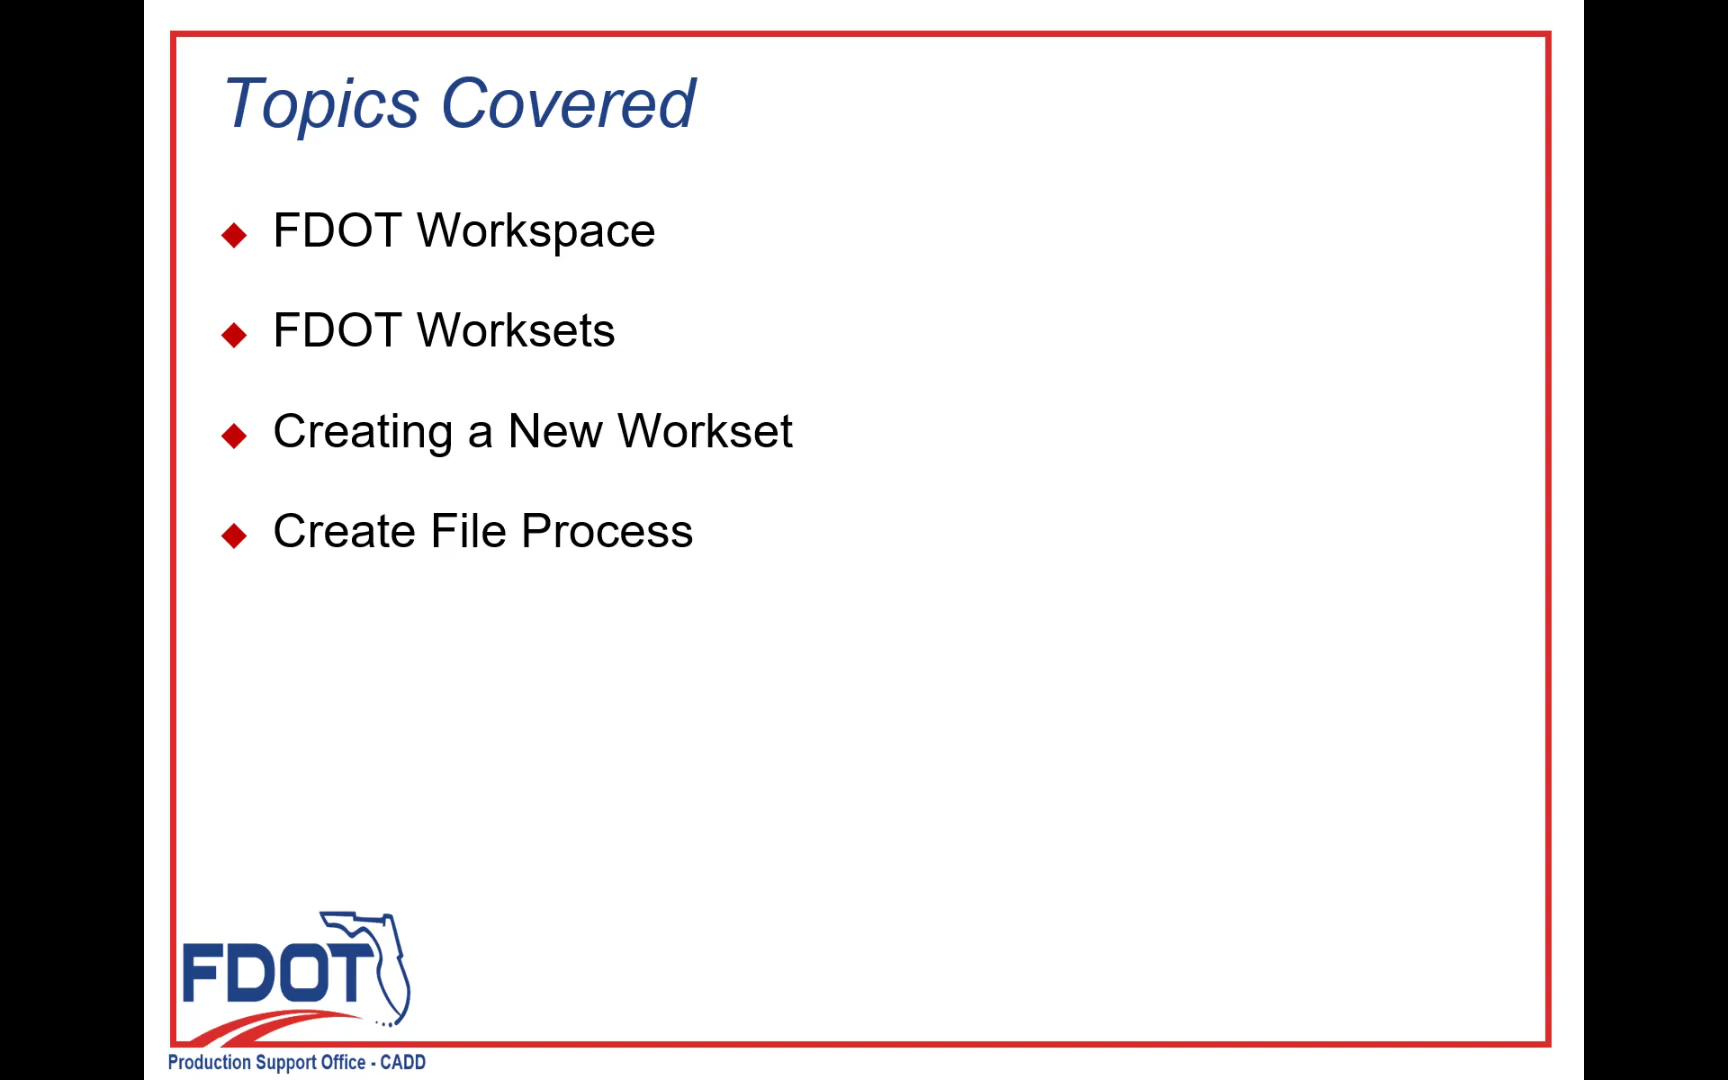 Topics Covered
FDOT Workspace
FDOT Worksets
Creating a New Workset
Create File Process
FDOT
Production Support Office - CADD